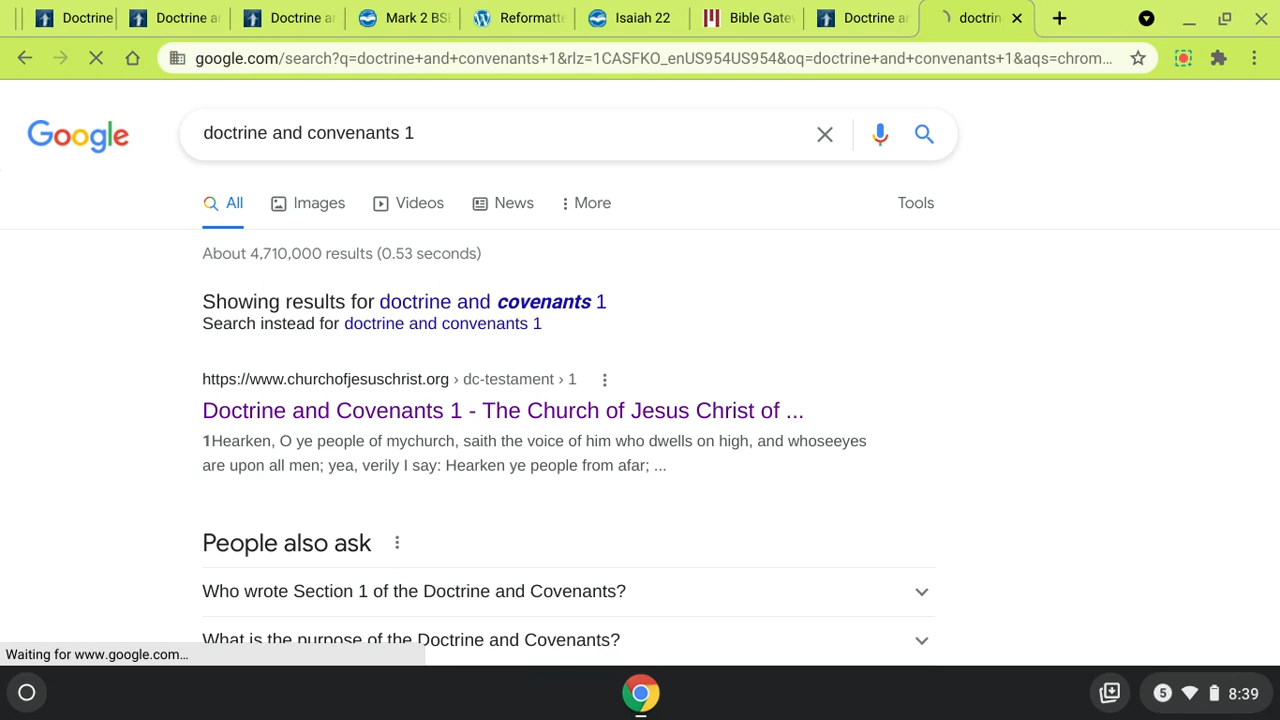 Doctrine
Doctrine a
Doctrine a
Mark 2 BS
Reformatt
Isaiah 22
Bible Gatew
Doctrine a
doctrin
google.com/search?q=doctrine+and+convenants+1&rlz=1CASFKO_enUS954US954&oq=doctrine+and+convenants+1&aqs=chrom...
Google
doctrine and convenants 1
All
Images
Videos
News
More
Tools
About 4,710,000 results (0.53 seconds)
Showing results for doctrine and covenants 1
Search instead for doctrine and convenants 1
https://www.churchofjesuschrist.org › dc-testament › 1
Doctrine and Covenants 1 - The Church of Jesus Christ of ...
1Hearken, O ye people of mychurch, saith the voice of him who dwells on high, and whoseeyes
are upon all men; yea, verily I say: Hearken ye people from afar; ...
People also ask
Who wrote Section 1 of the Doctrine and Covenants?
What is the purpose of the Doctrine and Covenants?
Waiting for www.google.com...
5
8:39